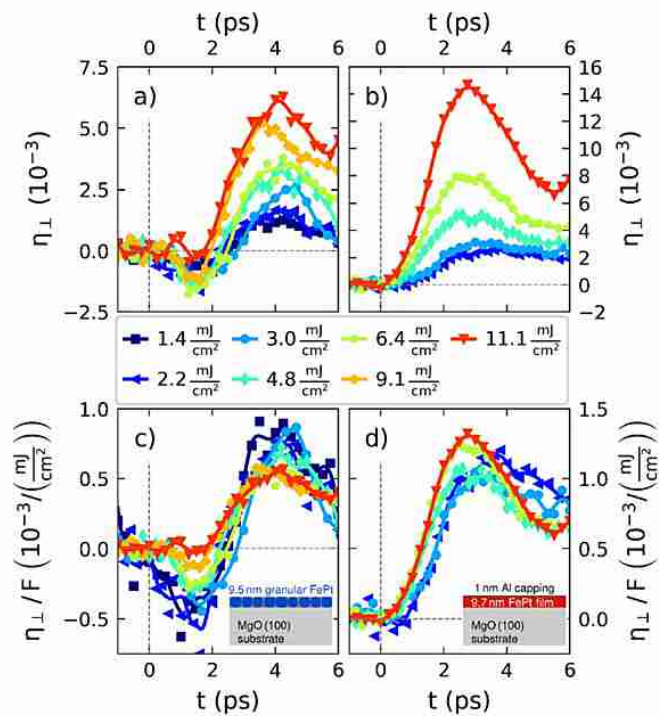 t (ps)
t (ps)
0 2 4 6
0 2 4 6
a)
b)
7.5
5.0
2.5
0.0
−2.5
η⊥ (10⁻³)
16
14
12
10
8
6
4
2
0
−2
η⊥ (10⁻³)
1.4 mJ/cm² 3.0 mJ/cm² 6.4 mJ/cm² 11.1 mJ/cm²
2.2 mJ/cm² 4.8 mJ/cm² 9.1 mJ/cm²
c)
d)
1.0
0.5
0.0
−0.5
η⊥ / F (10⁻³/(mJ/cm²))
1.5
1.0
0.5
0.0
η⊥ / F (10⁻³/(mJ/cm²))
9.5 nm granular FePt
MgO (100)
substrate
1 nm Al capping
9.7 nm FePt film
MgO (100)
substrate
0 2 4 6
0 2 4 6
t (ps)
t (ps)